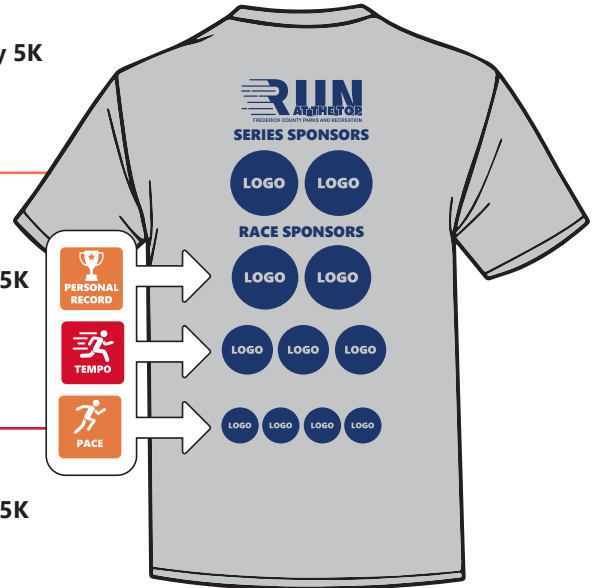 y 5K
RUN
AT THE TOP
FREDERICK COUNTY PARKS AND RECREATION
SERIES SPONSORS
LOGO LOGO
RACE SPONSORS
PERSONAL
RECORD
LOGO LOGO
5K
TEMPO
LOGO LOGO LOGO
PACE
LOGO LOGO LOGO LOGO
5K